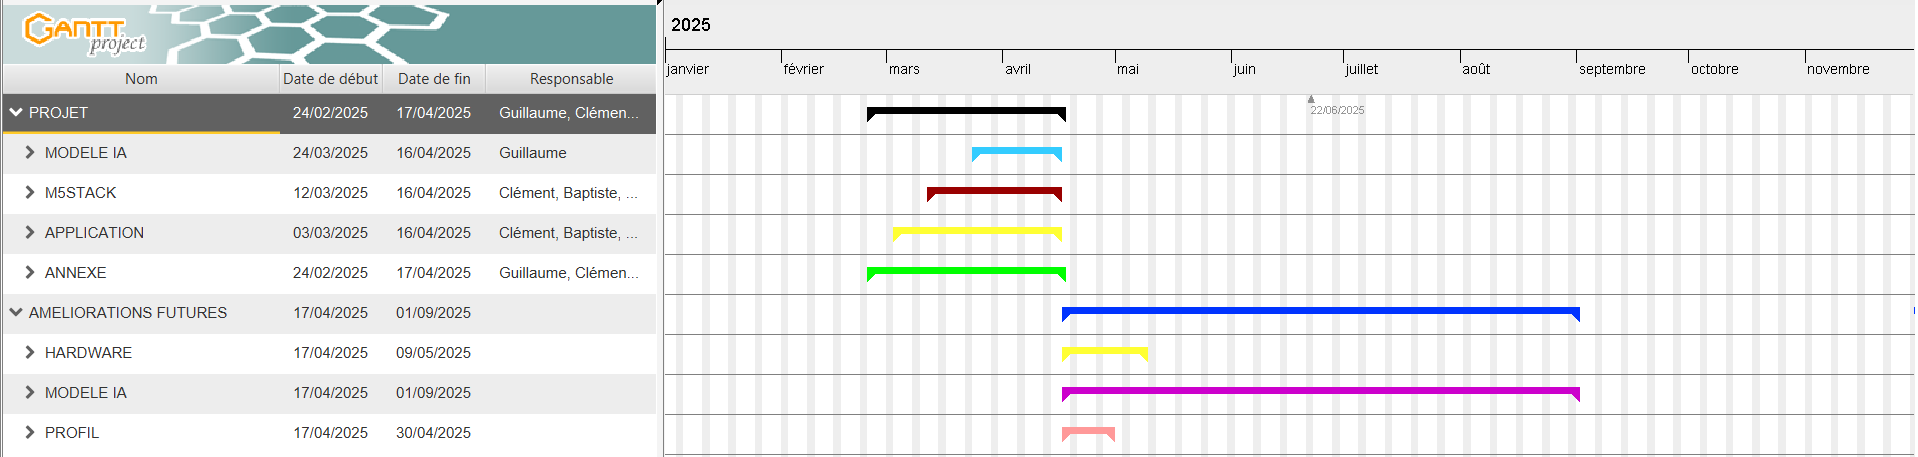 GANTT
project
2025
janvier février mars avril mai juin juillet août septembre octobre novembre
Nom Date de début Date de fin Responsable
PROJET 24/02/2025 17/04/2025 Guillaume, Clémen...
22/06/2025
MODELE IA 24/03/2025 16/04/2025 Guillaume
M5STACK 12/03/2025 16/04/2025 Clément, Baptiste, ...
APPLICATION 03/03/2025 16/04/2025 Clément, Baptiste, ...
ANNEXE 24/02/2025 17/04/2025 Guillaume, Clémen...
AMELIORATIONS FUTURES 17/04/2025 01/09/2025
HARDWARE 17/04/2025 09/05/2025
MODELE IA 17/04/2025 01/09/2025
PROFIL 17/04/2025 30/04/2025